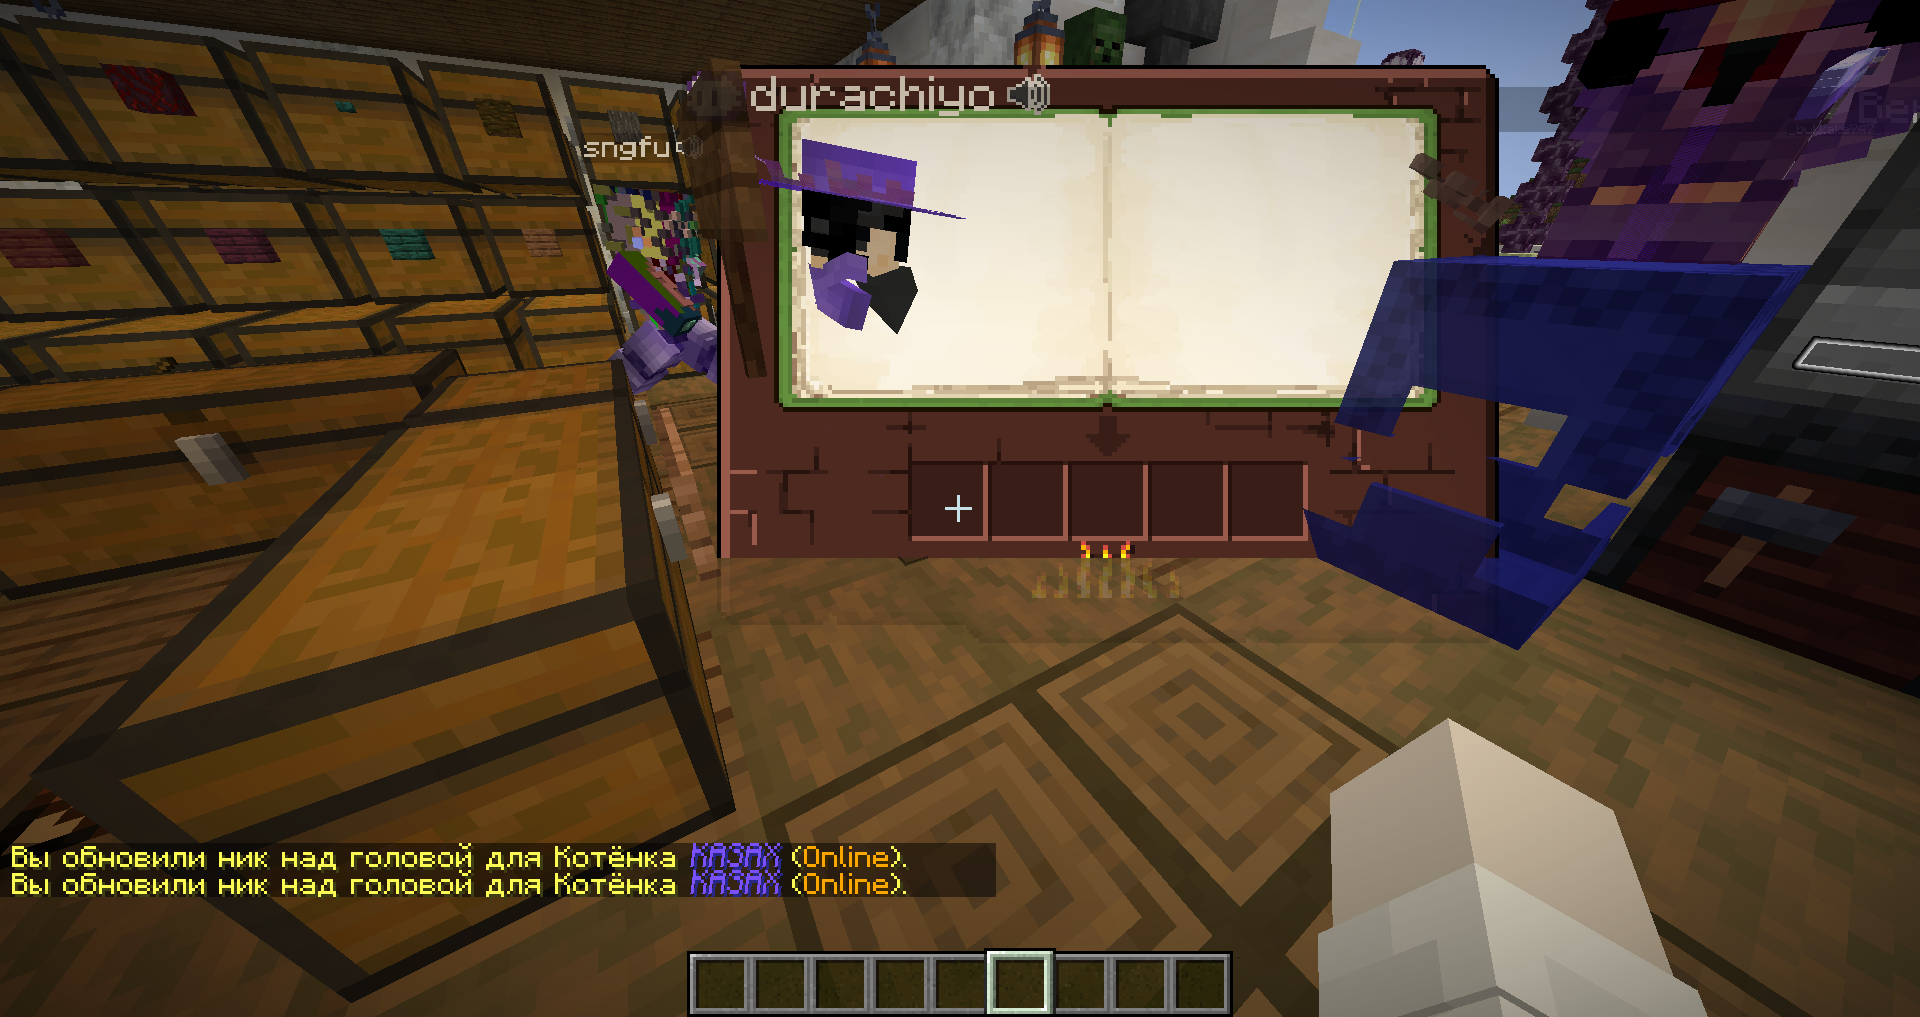 durachiyo
sngfu
Вы обновили ник над головой для Котёнка КАЗАХ (Online).
Вы обновили ник над головой для Котёнка КАЗАХ (Online).